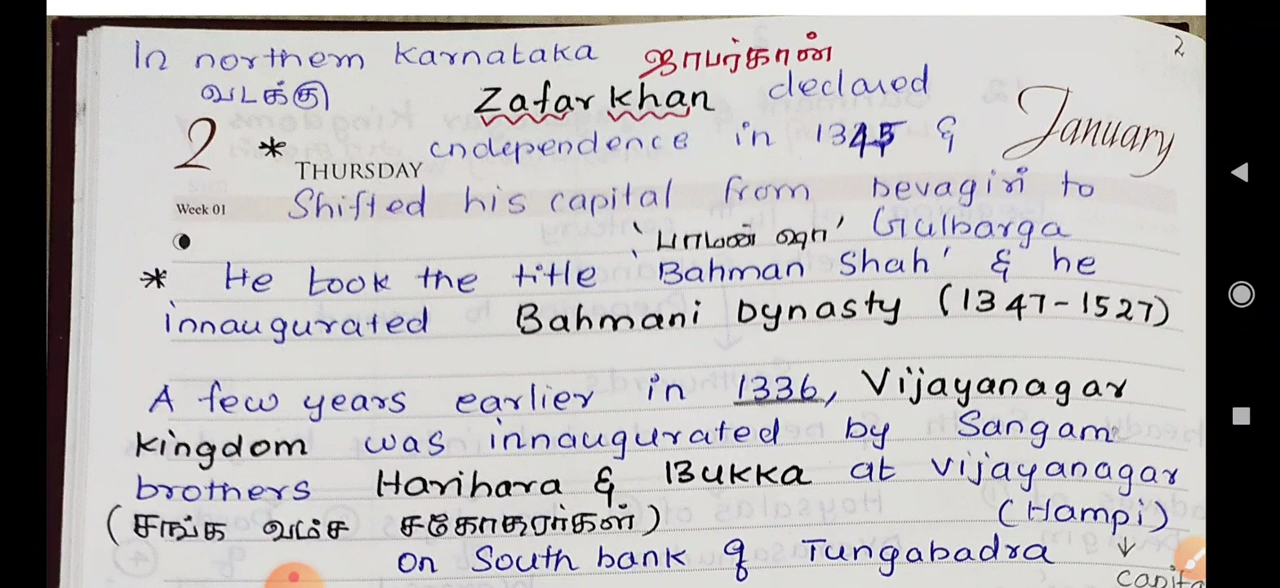 2
In northern Karnataka ஜாபர்கான்
வடக்கு Zafar khan declared
2 * independence in 1345 & January
THURSDAY
Week 01 Shifted his capital from Devagiri to
'பாமன் ஷா' Gulbarga
* He took the title 'Bahman Shah' & he
innaugurated Bahmani Dynasty (1347-1527)
A few years earlier in 1336, Vijayanagar
kingdom was innaugurated by Sangam
brothers Harihara & Bukka at Vijayanagar
(சங்க வம்ச சகோதரர்கள்) (Hampi)
on South bank of Tungabadra ↓